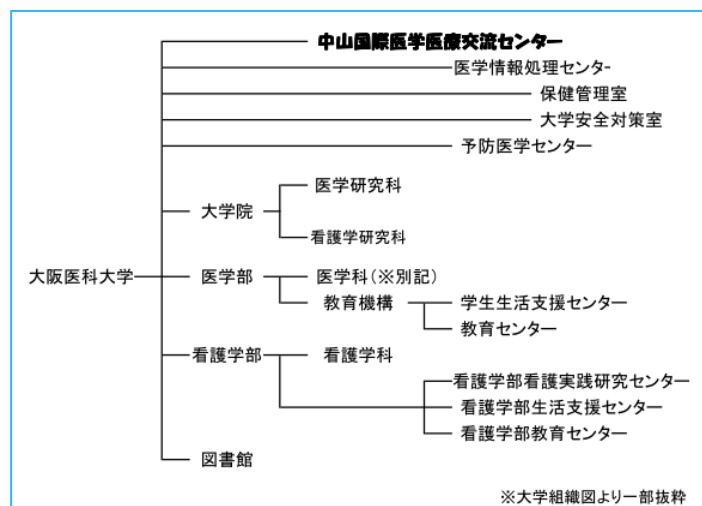 中山国際医学医療交流センター
医学情報処理センター
保健管理室
大学安全対策室
予防医学センター
医学研究科
大学院
看護学研究科
大阪医科大学
医学部
医学科(※別記)
教育機構
学生生活支援センター
教育センター
看護学部
看護学科
看護学部看護実践研究センター
看護学部生活支援センター
看護学部教育センター
図書館
※大学組織図より一部抜粋